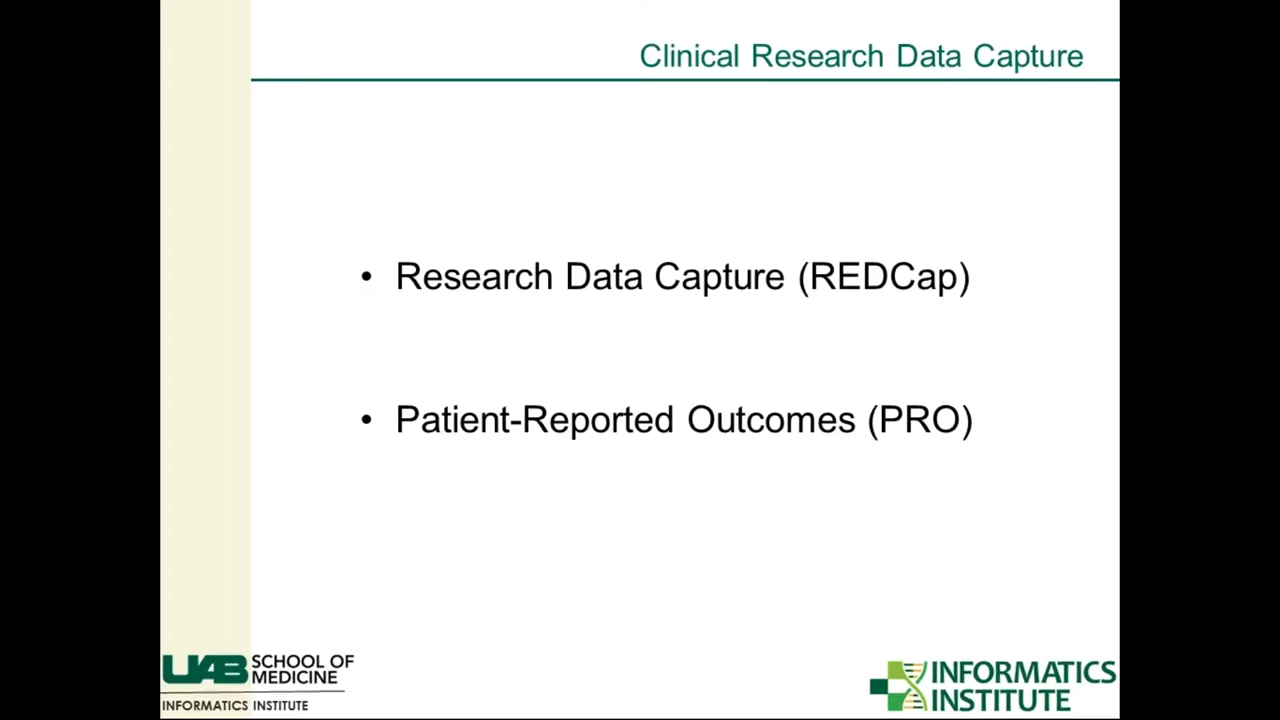 Clinical Research Data Capture
• Research Data Capture (REDCap)
• Patient-Reported Outcomes (PRO)
UAB SCHOOL OF
MEDICINE
INFORMATICS INSTITUTE
INFORMATICS
INSTITUTE